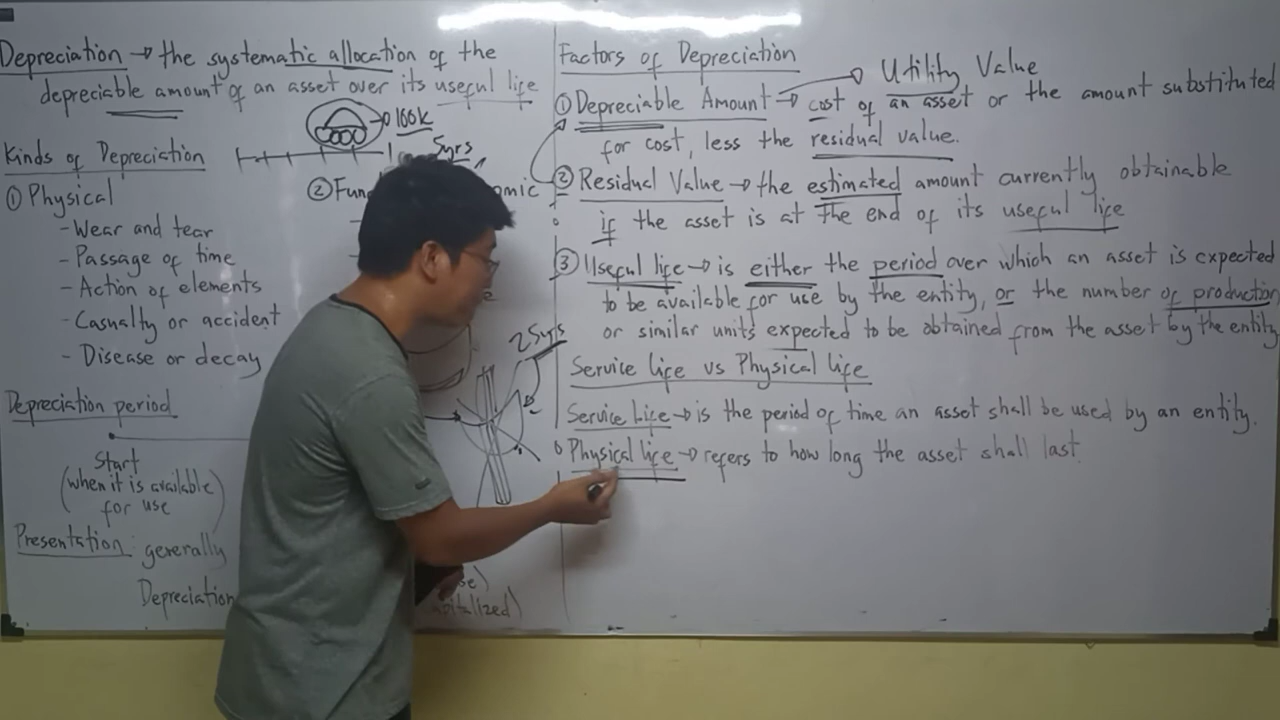 Depreciation → the systematic allocation of the
depreciable amount of an asset over its useful life
100k
5yrs
Kinds of Depreciation
① Physical
- Wear and tear
- Passage of time
- Action of elements
- Casualty or accident
- Disease or decay
②
25yrs
Depreciation period
Start
(when it is available)
for use
Presentation: generally
Depreciation
Factors of Depreciation
Utility Value
① Depreciable Amount → cost of an asset or the amount substituted
for cost, less the residual value.
② Residual Value → the estimated amount currently obtainable
if the asset is at the end of its useful life
③ Useful life → is either the period over which an asset is expected
to be available for use by the entity, or the number of production
or similar units expected to be obtained from the asset by the entity
Service life vs Physical life
Service Life → is the period of time an asset shall be used by an entity.
Physical life → refers to how long the asset shall last.